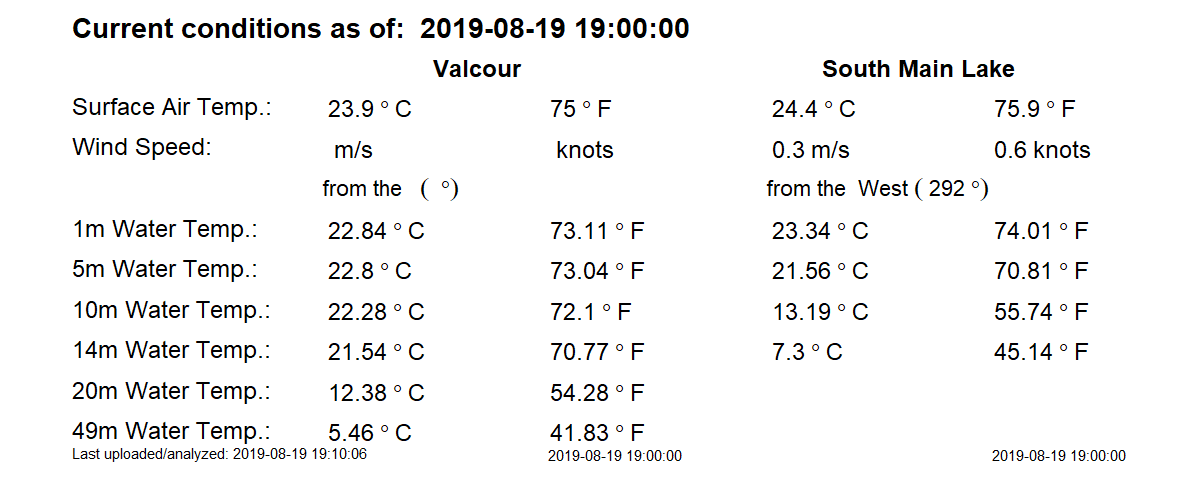 Current conditions as of: 2019-08-19 19:00:00
Valcour South Main Lake
Surface Air Temp.: 23.9 ° C 75 ° F 24.4 ° C 75.9 ° F
Wind Speed: m/s knots 0.3 m/s 0.6 knots
from the ( °) from the West ( 292 °)
1m Water Temp.: 22.84 ° C 73.11 ° F 23.34 ° C 74.01 ° F
5m Water Temp.: 22.8 ° C 73.04 ° F 21.56 ° C 70.81 ° F
10m Water Temp.: 22.28 ° C 72.1 ° F 13.19 ° C 55.74 ° F
14m Water Temp.: 21.54 ° C 70.77 ° F 7.3 ° C 45.14 ° F
20m Water Temp.: 12.38 ° C 54.28 ° F
49m Water Temp.: 5.46 ° C 41.83 ° F
Last uploaded/analyzed: 2019-08-19 19:10:06 2019-08-19 19:00:00 2019-08-19 19:00:00